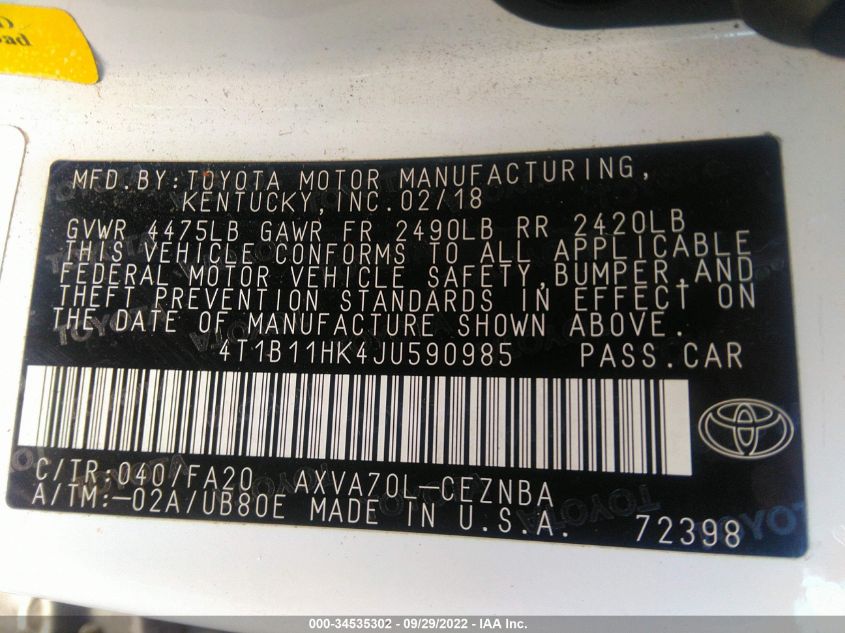 ad
MFD.BY:TOYOTA MOTOR MANUFACTURING,
KENTUCKY,INC.02/18
GVWR 4475LB GAWR FR 2490LB RR 2420LB
THIS VEHICLE CONFORMS TO ALL APPLICABLE
FEDERAL MOTOR VEHICLE SAFETY,BUMPER,AND
THEFT PREVENTION STANDARDS IN EFFECT ON
THE DATE OF MANUFACTURE SHOWN ABOVE.
4T1B11HK4JU590985 PASS.CAR
C/TR:040/FA20 AXVA70L-CEZNBA
A/TM:-02A/UB80E MADE IN U.S.A. 72398
000-34535302 - 09/29/2022 - IAA Inc.